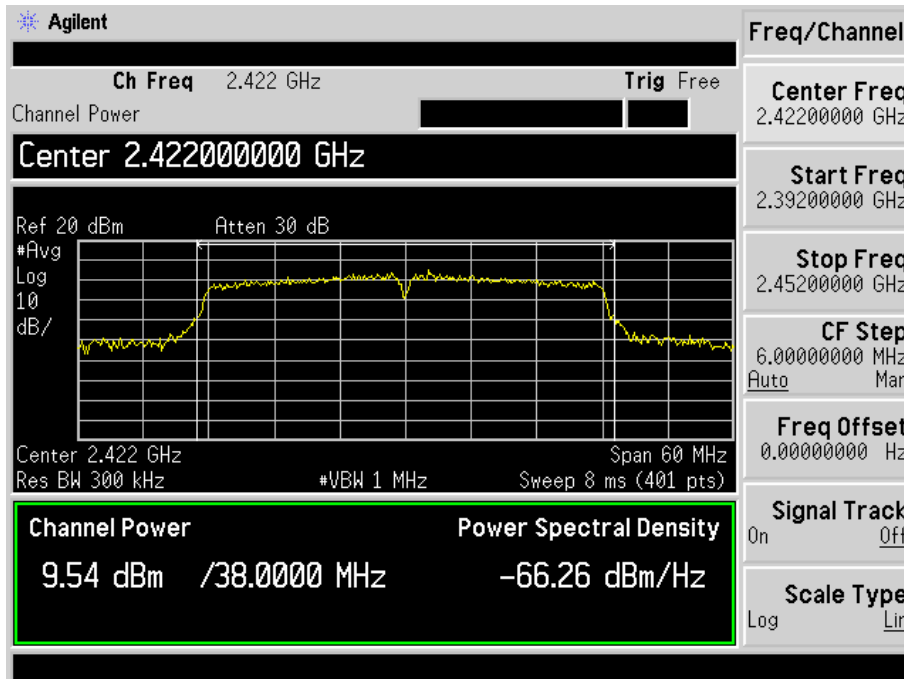 Agilent
Ch Freq 2.422 GHz Trig Free
Channel Power
Center 2.422000000 GHz
Ref 20 dBm Atten 30 dB
#Avg
Log
10
dB/
Center 2.422 GHz Span 60 MHz
Res BW 300 kHz #VBW 1 MHz Sweep 8 ms (401 pts)
Channel Power Power Spectral Density
9.54 dBm /38.0000 MHz -66.26 dBm/Hz
Freq/Channel
Center Freq
2.42200000 GHz
Start Freq
2.39200000 GHz
Stop Freq
2.45200000 GHz
CF Step
6.00000000 MHz
Auto Man
Freq Offset
0.00000000 Hz
Signal Track
On Off
Scale Type
Log Lin